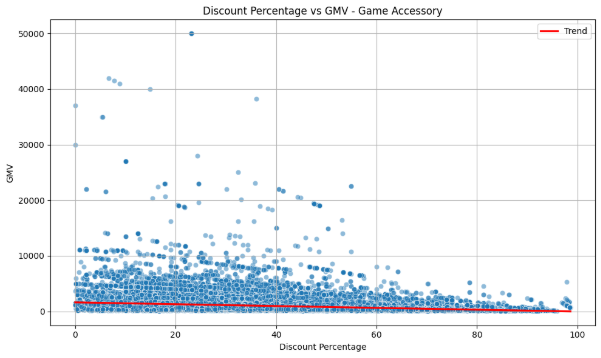 Discount Percentage vs GMV - Game Accessory
Trend
50000
40000
30000
20000
10000
0
GMV
0 20 40 60 80 100
Discount Percentage